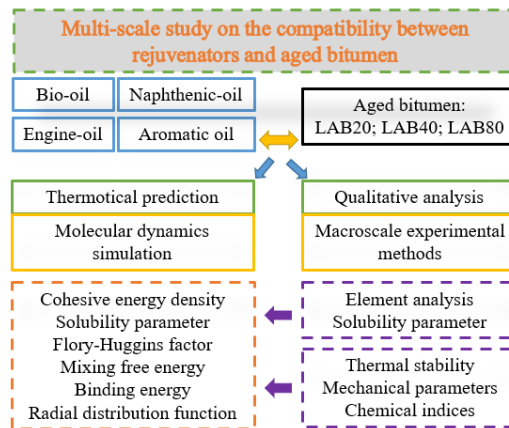 Multi-scale study on the compatibility between
rejuvenators and aged bitumen
Bio-oil
Naphthenic-oil
Engine-oil
Aromatic oil
Aged bitumen:
LAB20; LAB40; LAB80
Thermotical prediction
Qualitative analysis
Molecular dynamics
simulation
Macroscale experimental
methods
Cohesive energy density
Solubility parameter
Flory-Huggins factor
Mixing free energy
Binding energy
Radial distribution function
Element analysis
Solubility parameter
Thermal stability
Mechanical parameters
Chemical indices